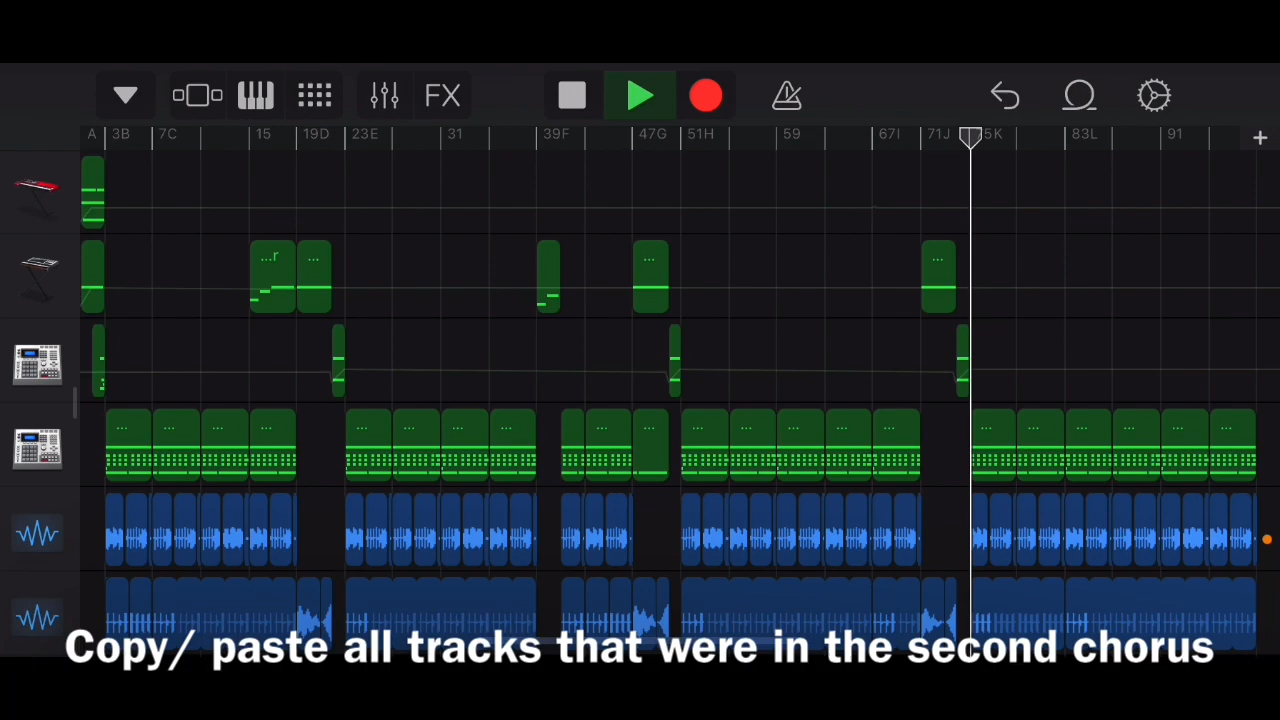 FX
A 3B 7C 15 19D 23E 31 39F 47G 51H 59 67I 71J 5K 83L 91 +
...r ... ... ... ...
... ... ... ... ... ... ... ... ... ... ... ... ... ... ... ... ... ... ... ... ... ...
Copy/ paste all tracks that were in the second chorus